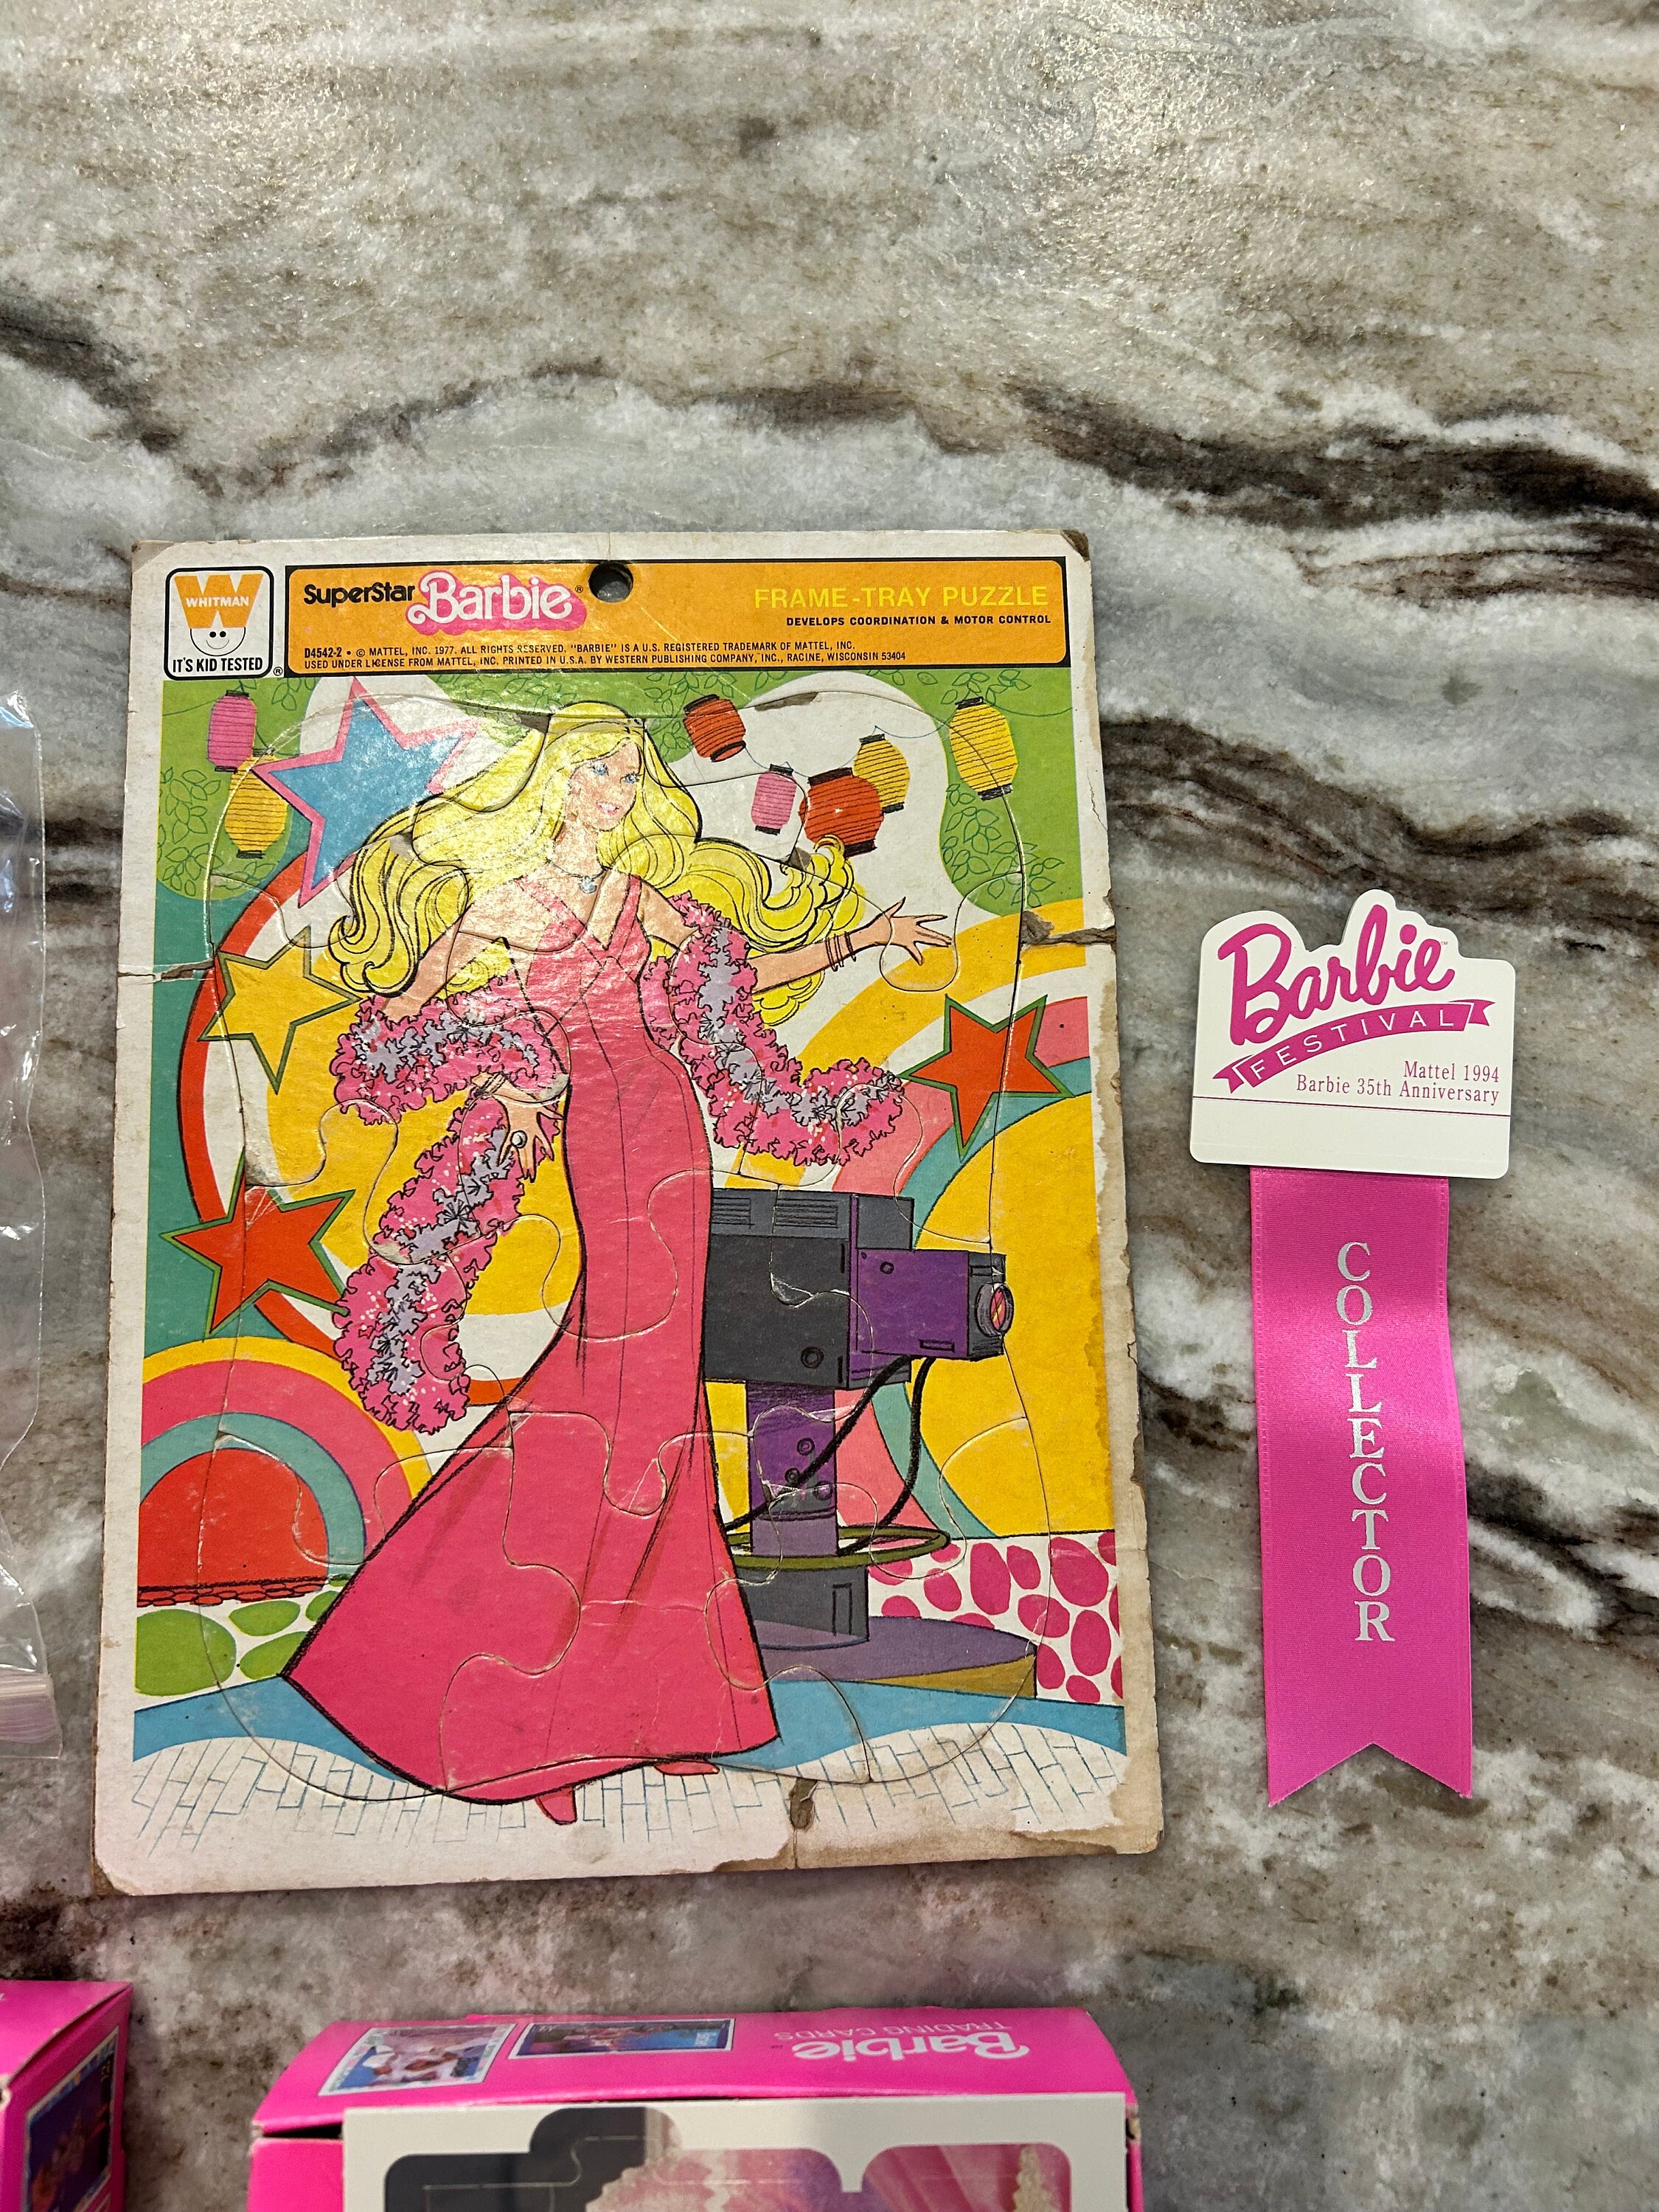 WHITMAN
IT'S KID TESTED ®
SuperStar Barbie®
FRAME-TRAY PUZZLE
DEVELOPS COORDINATION & MOTOR CONTROL
D4542-2 • © MATTEL, INC. 1977. ALL RIGHTS RESERVED. "BARBIE" IS A U.S. REGISTERED TRADEMARK OF MATTEL, INC.
USED UNDER LICENSE FROM MATTEL, INC. PRINTED IN U.S.A. BY WESTERN PUBLISHING COMPANY, INC., RACINE, WISCONSIN 53404
Barbie™
FESTIVAL
Mattel 1994
Barbie 35th Anniversary
COLLECTOR
Barbie
TRADING CARDS